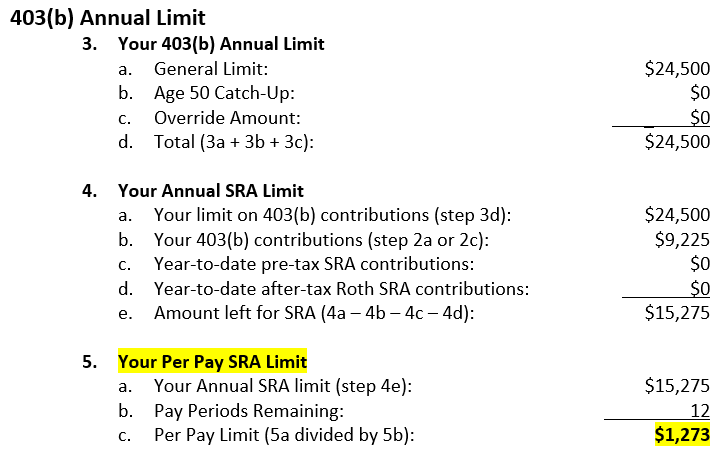 403(b) Annual Limit
3. Your 403(b) Annual Limit
a. General Limit: $24,500
b. Age 50 Catch-Up: $0
c. Override Amount: $0
d. Total (3a + 3b + 3c): $24,500
4. Your Annual SRA Limit
a. Your limit on 403(b) contributions (step 3d): $24,500
b. Your 403(b) contributions (step 2a or 2c): $9,225
c. Year-to-date pre-tax SRA contributions: $0
d. Year-to-date after-tax Roth SRA contributions: $0
e. Amount left for SRA (4a – 4b – 4c – 4d): $15,275
5. Your Per Pay SRA Limit
a. Your Annual SRA limit (step 4e): $15,275
b. Pay Periods Remaining: 12
c. Per Pay Limit (5a divided by 5b): $1,273